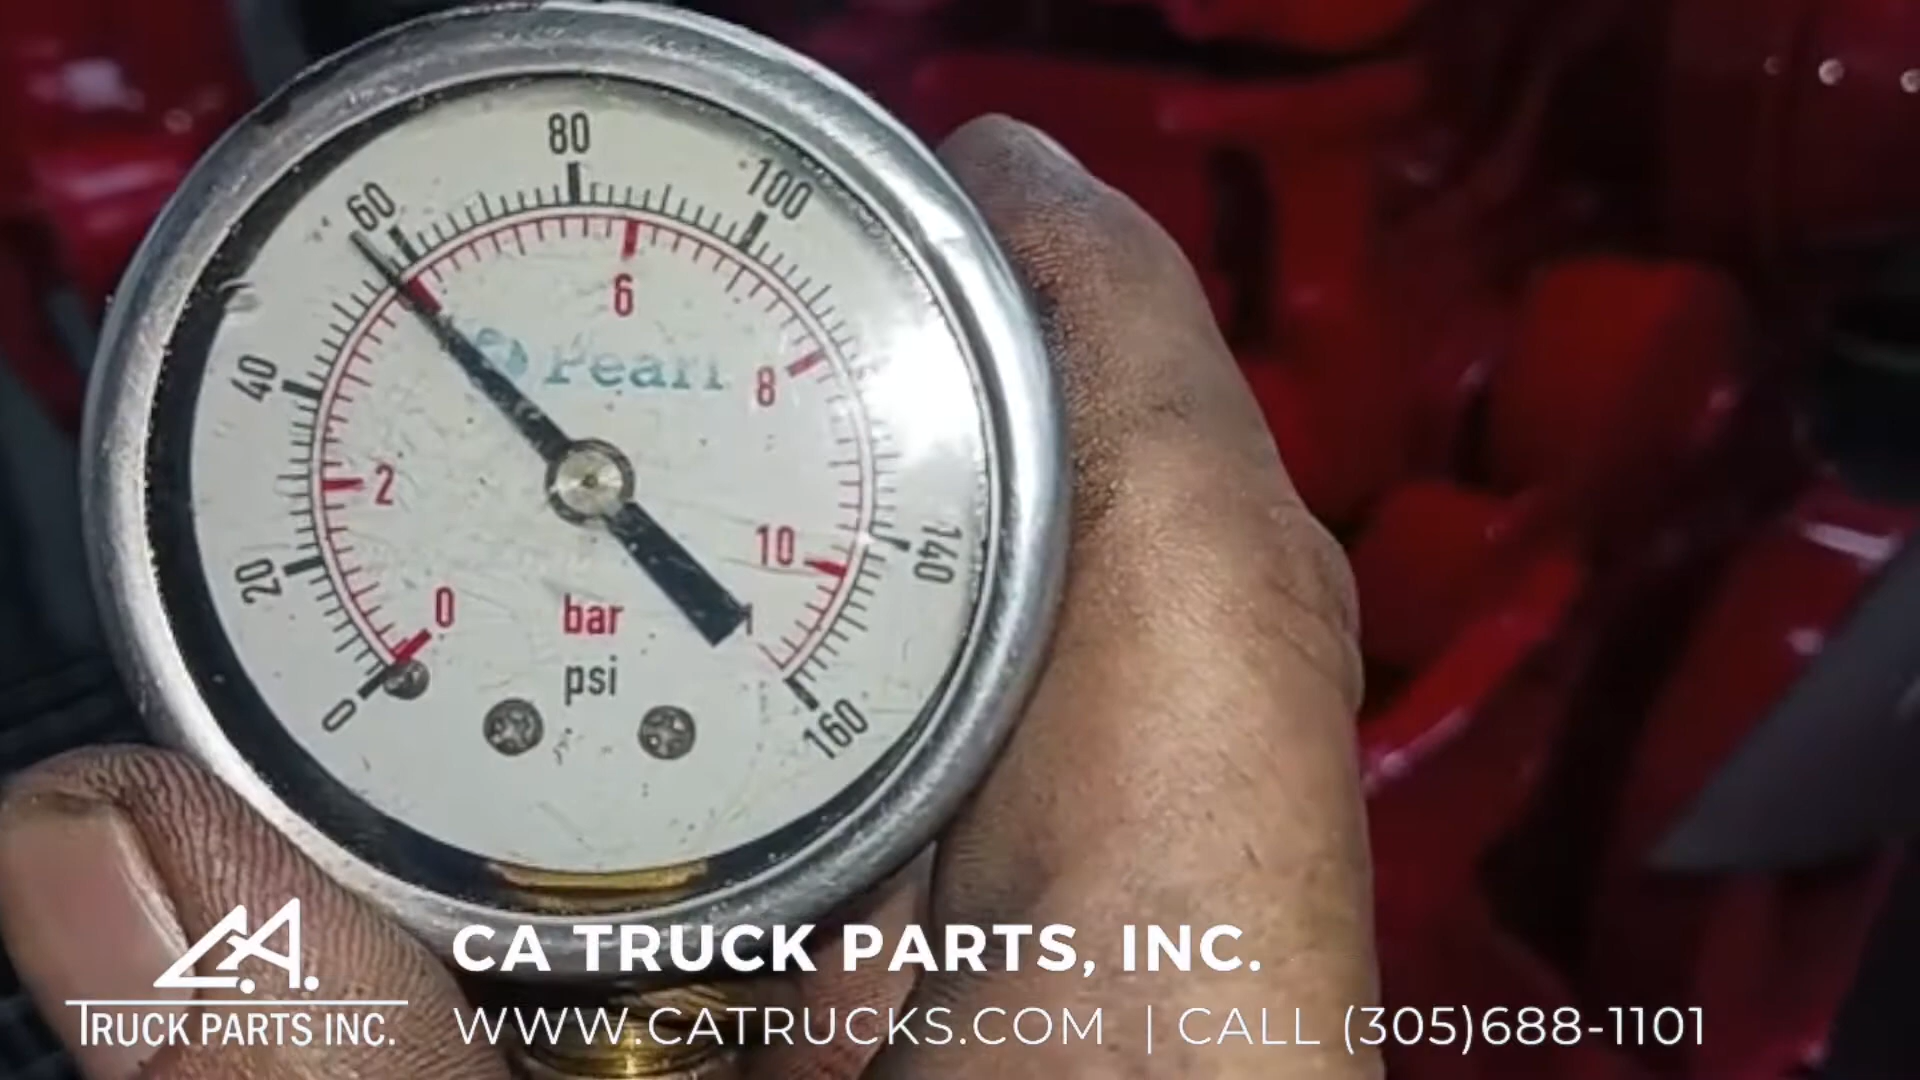 80
100
60
6
Pearl
40
8
2
10
140
20
0
bar
psi
0
160
C.A.
TRUCK PARTS INC.
CA TRUCK PARTS, INC.
WWW.CATRUCKS.COM | CALL (305)688-1101